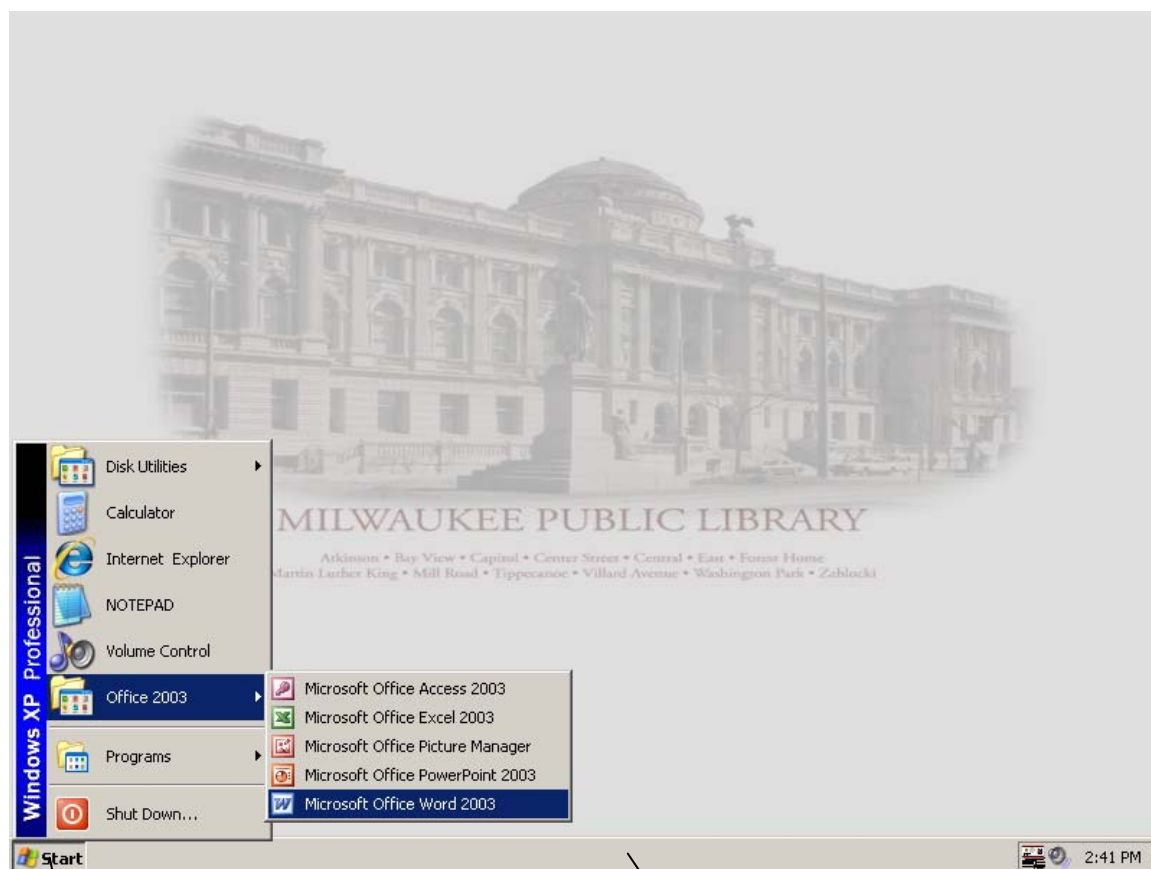 MILWAUKEE PUBLIC LIBRARY
Atkinson • Bay View • Capitol • Center Street • Central • East • Forest Home
Martin Luther King • Mill Road • Tippecanoe • Villard Avenue • Washington Park • Zablocki
Windows XP Professional
Disk Utilities
Calculator
Internet Explorer
NOTEPAD
Volume Control
Office 2003
Programs
Shut Down...
Microsoft Office Access 2003
Microsoft Office Excel 2003
Microsoft Office Picture Manager
Microsoft Office PowerPoint 2003
Microsoft Office Word 2003
Start
2:41 PM